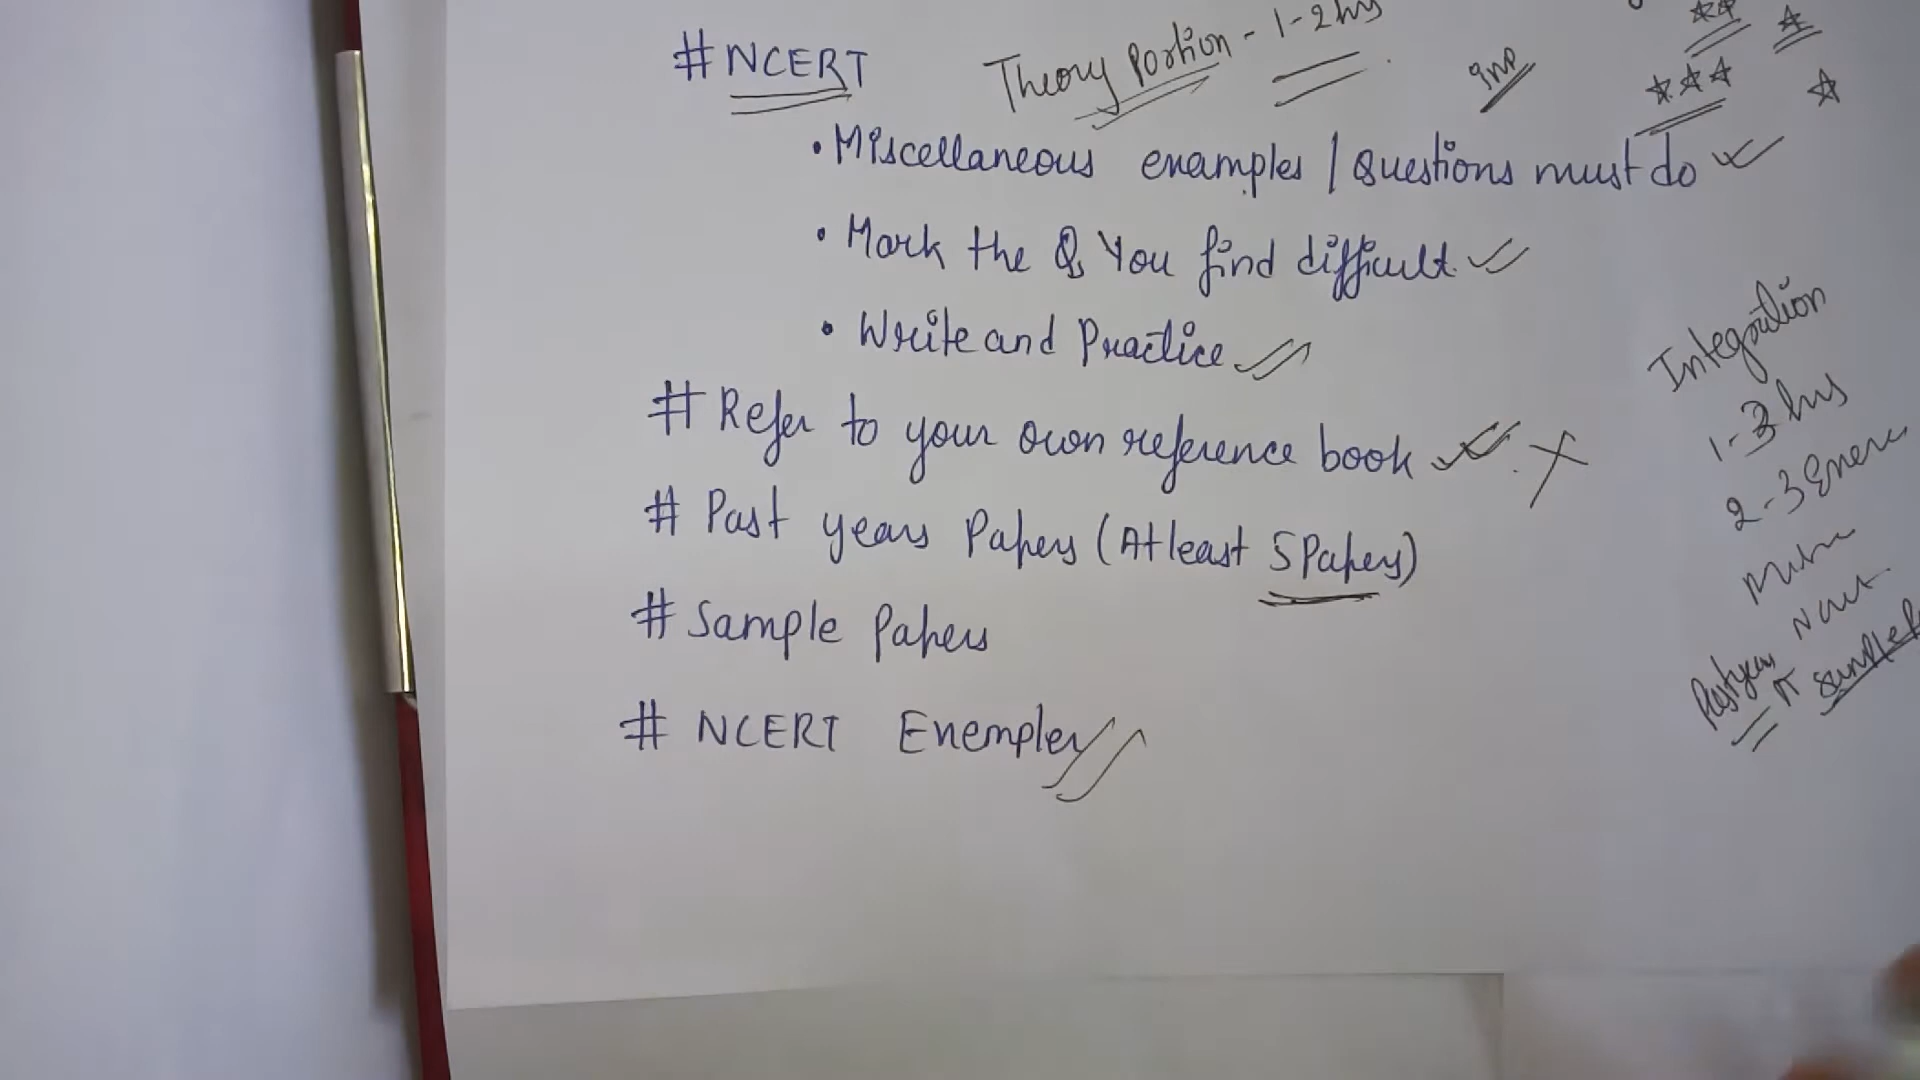 # NCERT
Theory Portion - 1-2 hrs
imp
• Miscellaneous examples / Questions must do
• Mark the Q You find difficult.
• Write and Practice
# Refer to your own reference book
# Past years Papers (Atleast 5 Papers)
# Sample Papers
# NCERT Exempler
Integration
1-3 hrs
2-3
Ncert
Pastyear